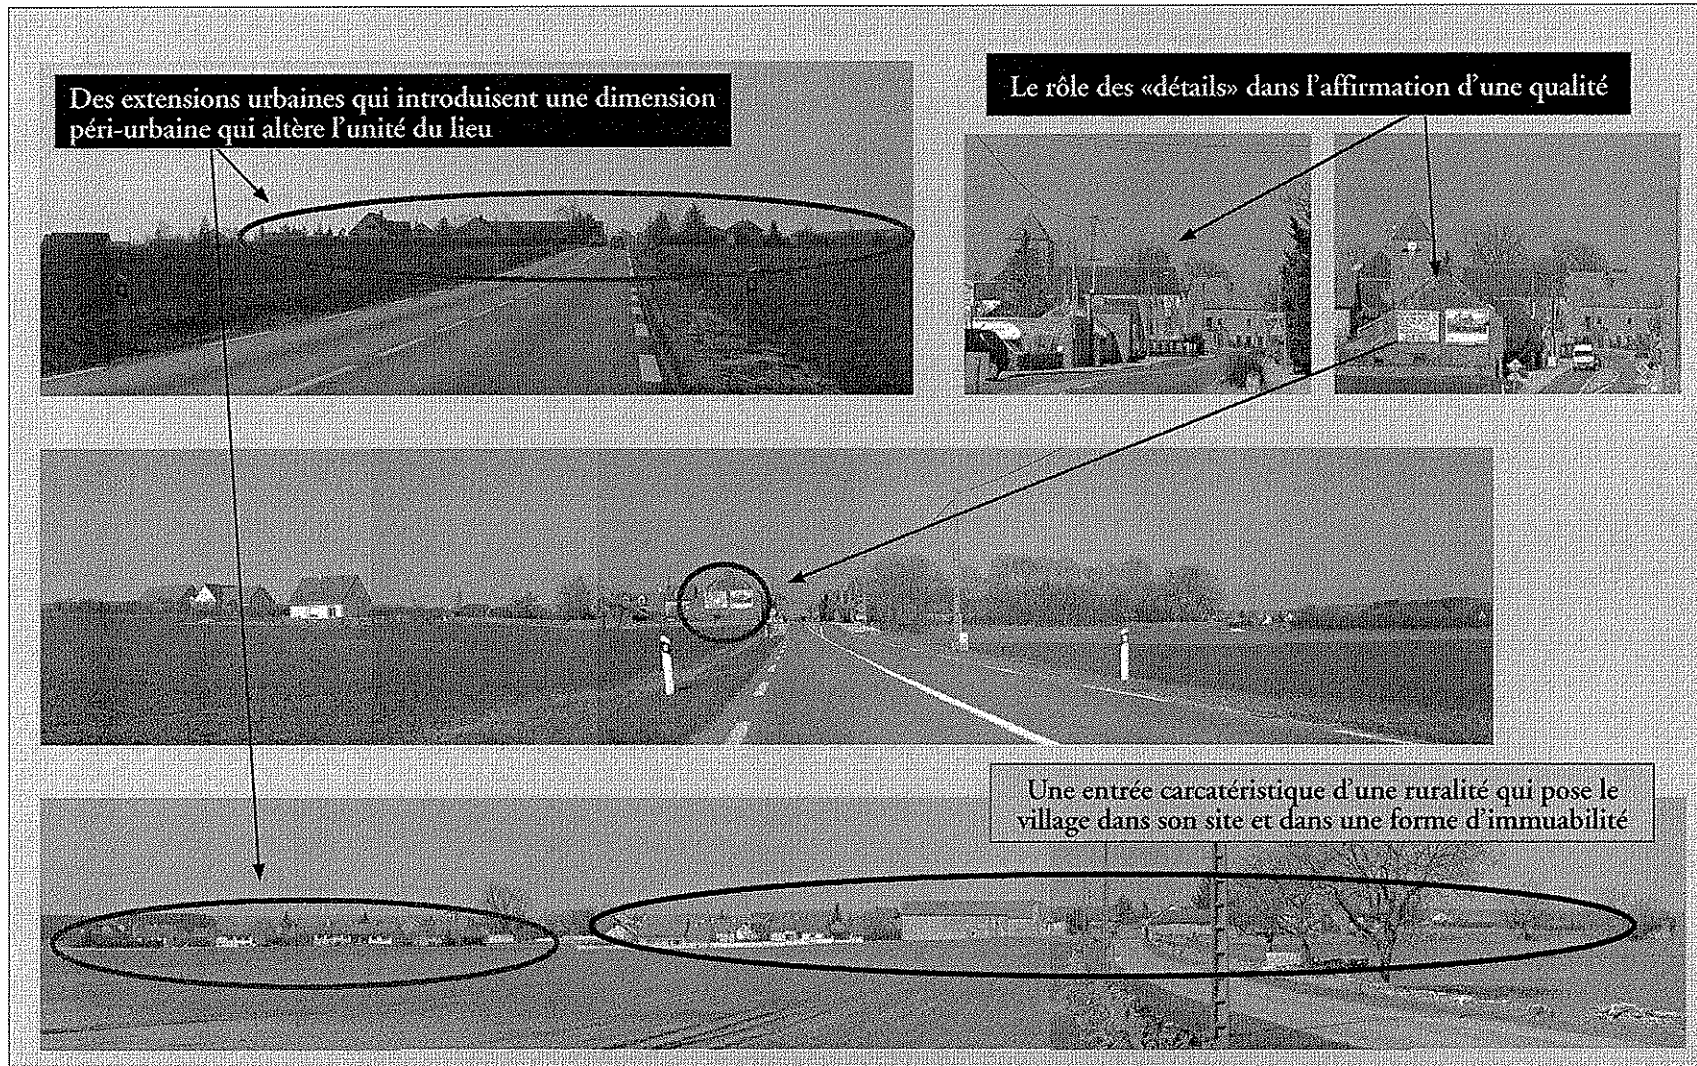 Des extensions urbaines qui introduisent une dimension
péri-urbaine qui altère l'unité du lieu
Le rôle des «détails» dans l'affirmation d'une qualité
Une entrée carcatéristique d'une ruralité qui pose le
village dans son site et dans une forme d'immuabilité